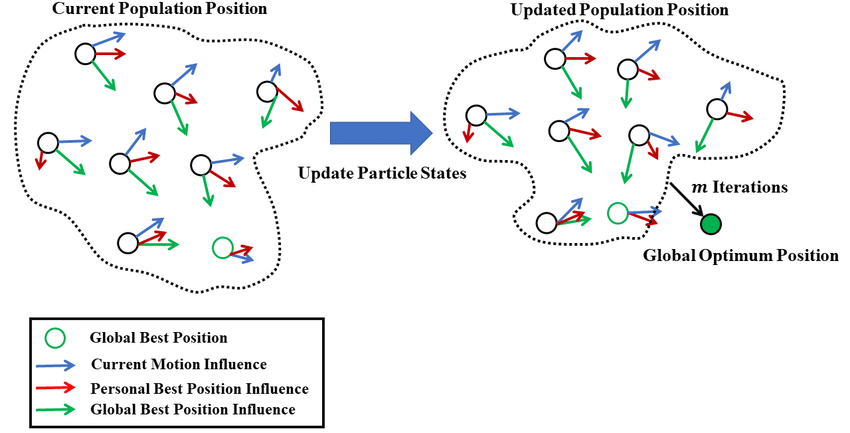 Current Population Position
Updated Population Position
Update Particle States
m Iterations
Global Optimum Position
Global Best Position
Current Motion Influence
Personal Best Position Influence
Global Best Position Influence